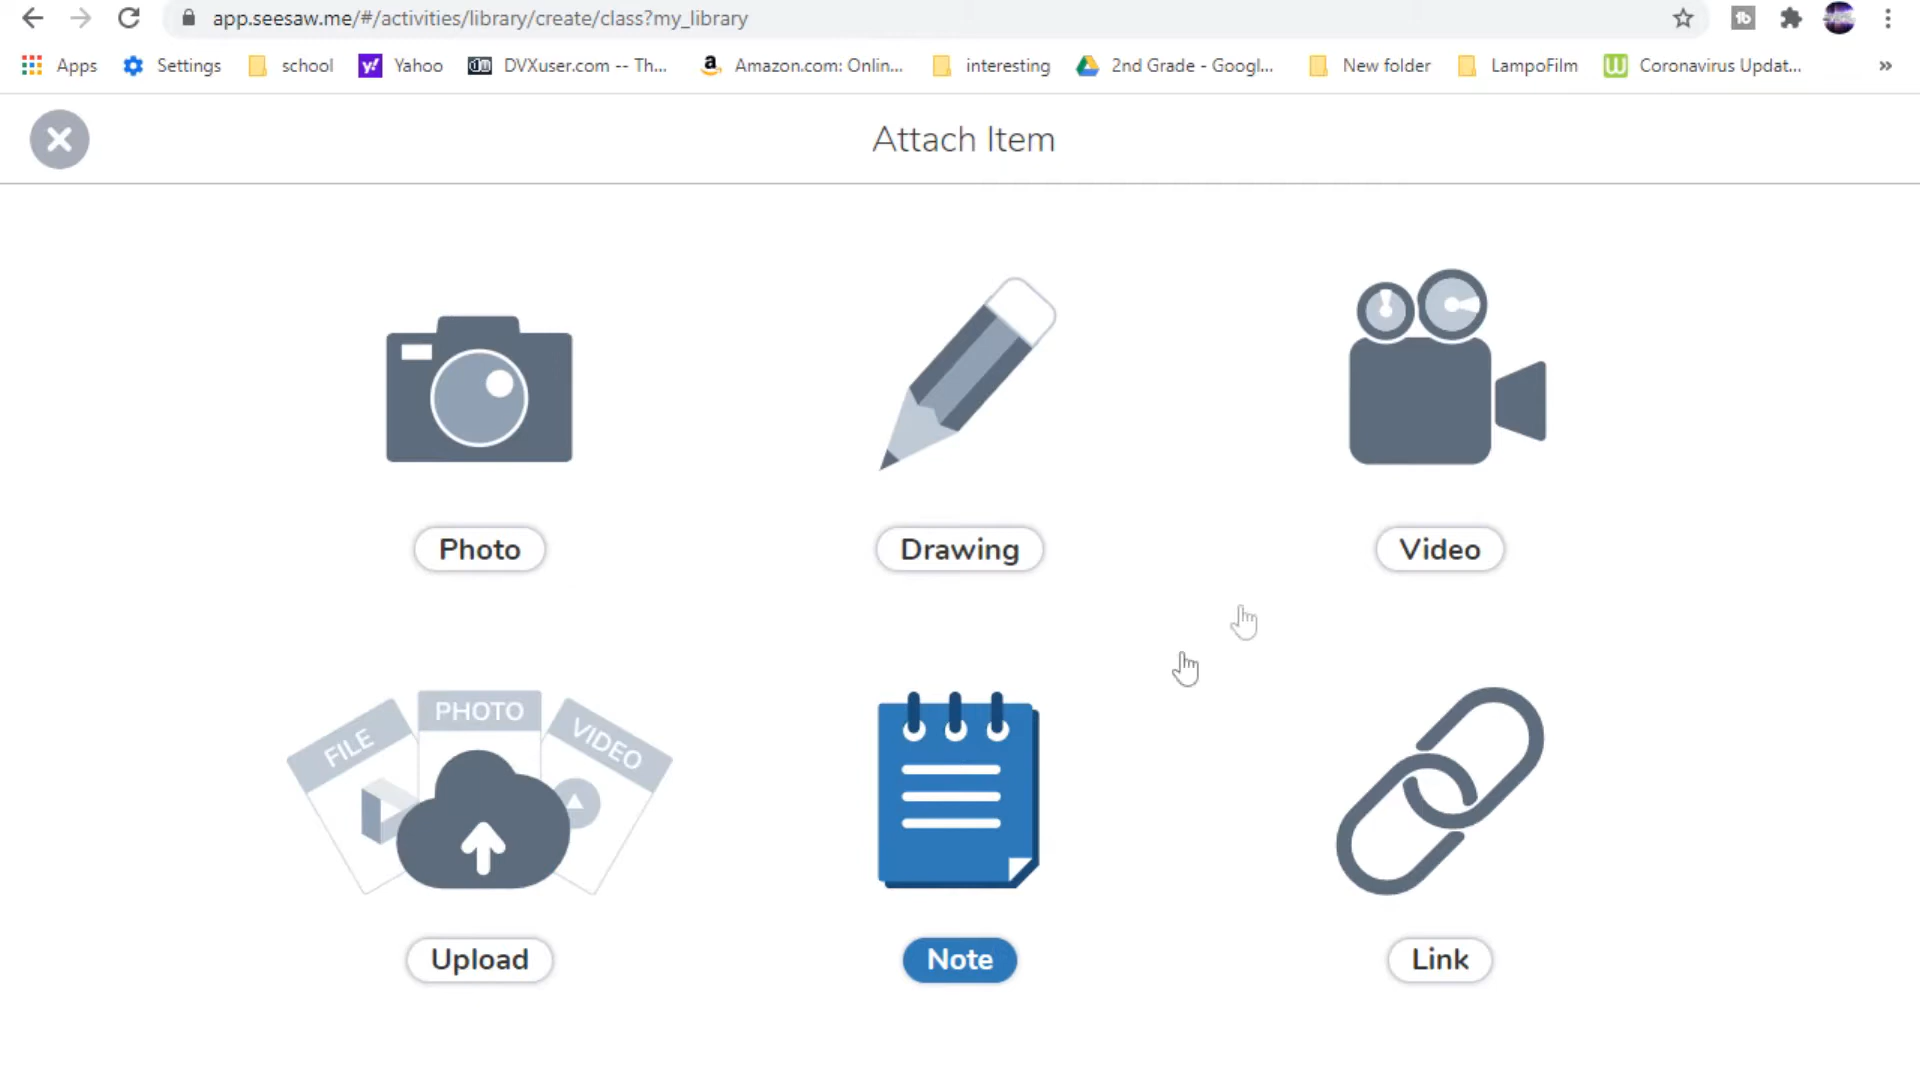 app.seesaw.me/#/activities/library/create/class?my_library
Apps Settings school Yahoo DVXuser.com -- Th... Amazon.com: Onlin... interesting 2nd Grade - Googl... New folder LampoFilm Coronavirus Updat... »
Attach Item
Photo Drawing Video
FILE PHOTO VIDEO
Upload Note Link